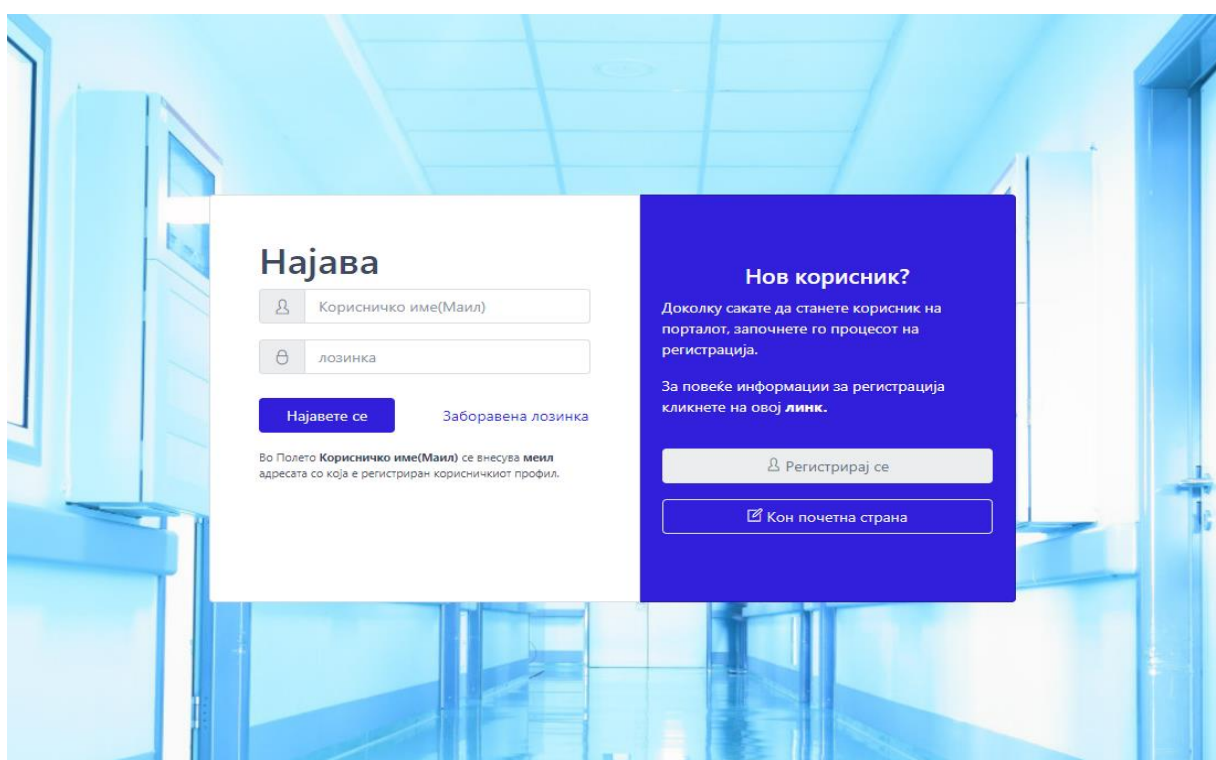 Најава
Корисничко име(Маил)
лозинка
Најавете се
Заборавена лозинка
Во Полето Корисничко име(Маил) се внесува меил
адресата со која е регистриран корисничкиот профил.
Нов корисник?
Доколку сакате да станете корисник на
порталот, започнете го процесот на
регистрација.
За повеќе информации за регистрација
кликнете на овој линк.
Регистрирај се
Кон почетна страна